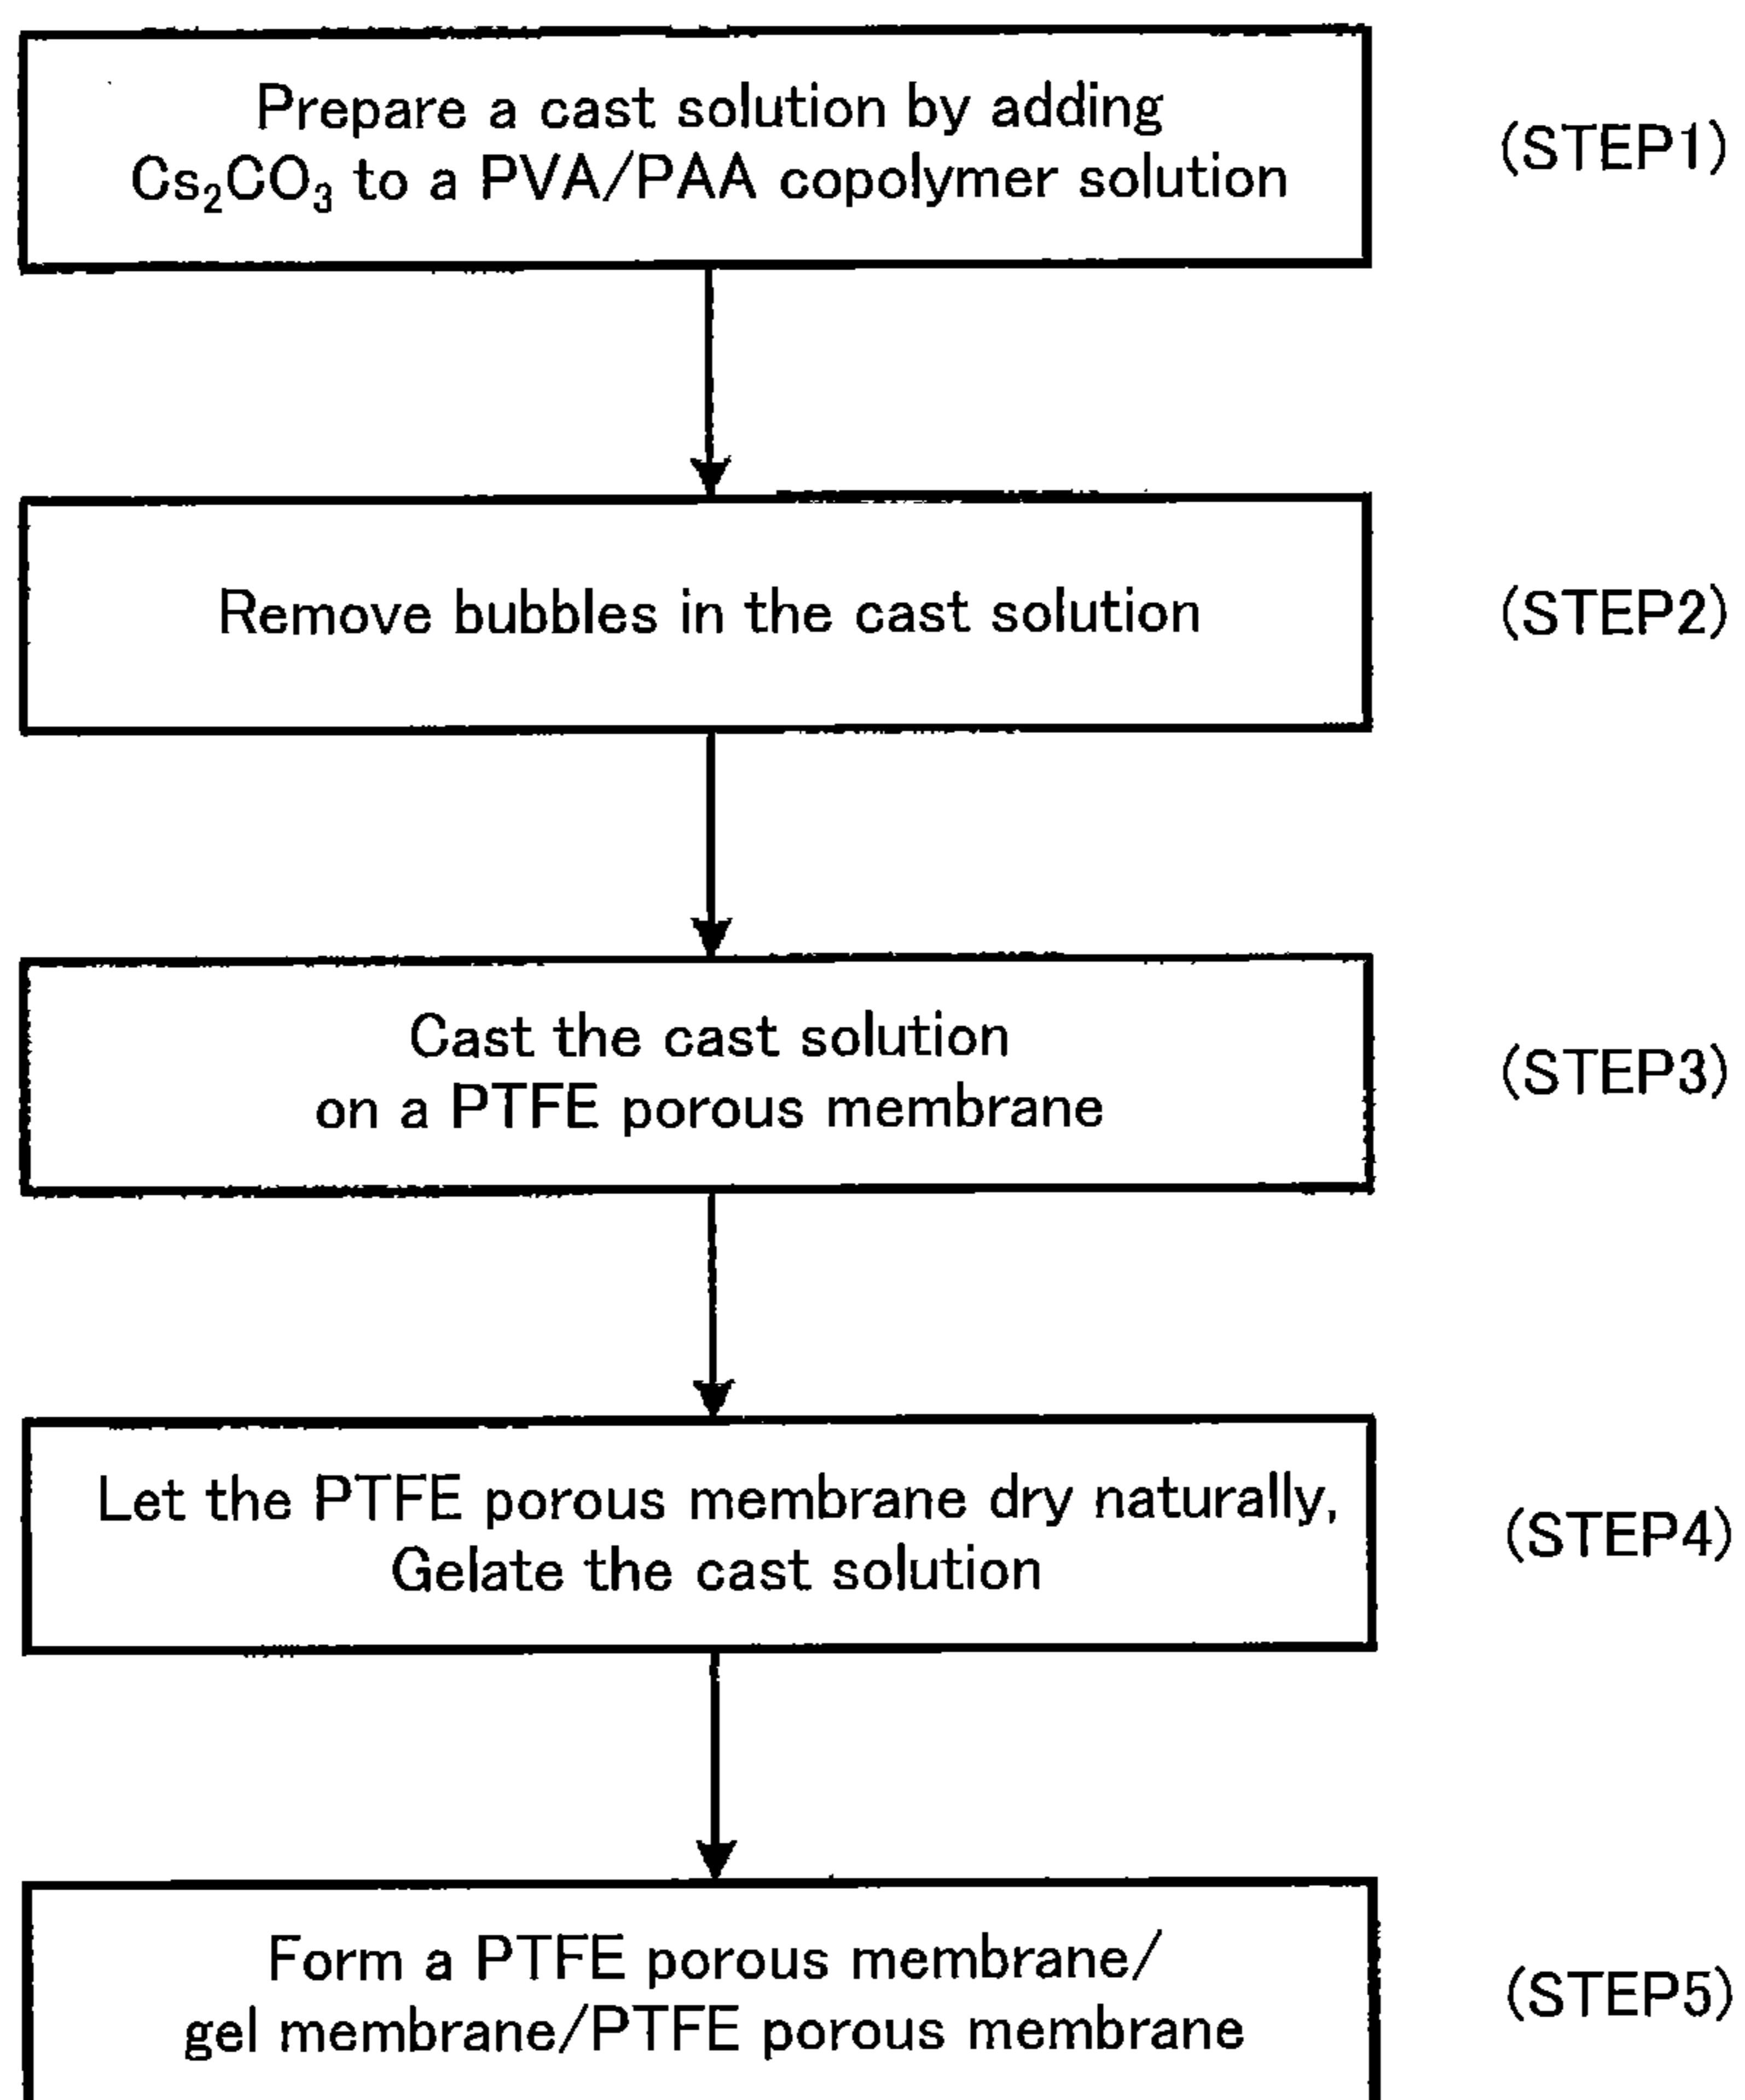 Prepare a cast solution by adding
Cs₂CO₃ to a PVA/PAA copolymer solution
(STEP1)
Remove bubbles in the cast solution
(STEP2)
Cast the cast solution
on a PTFE porous membrane
(STEP3)
Let the PTFE porous membrane dry naturally,
Gelate the cast solution
(STEP4)
Form a PTFE porous membrane/
gel membrane/PTFE porous membrane
(STEP5)